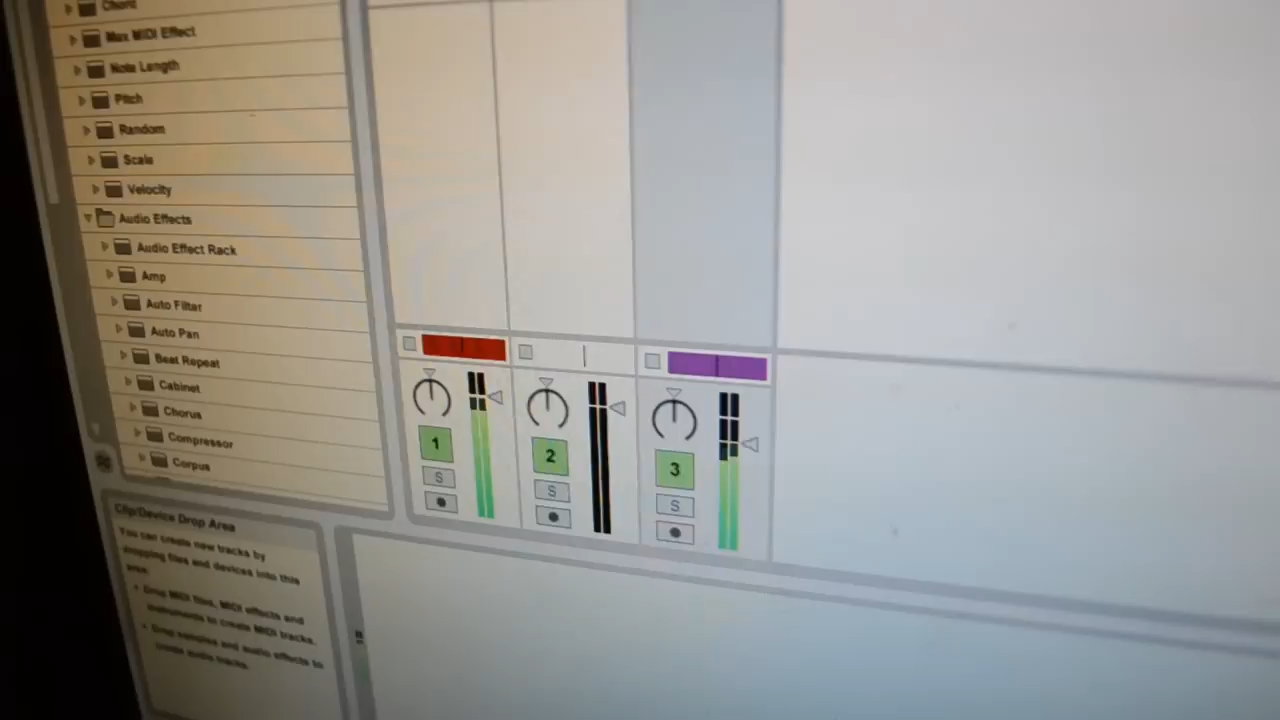 Chord
Max MIDI Effect
Note Length
Pitch
Random
Scale
Velocity
Audio Effects
Audio Effect Rack
Amp
Auto Filter
Auto Pan
Beat Repeat
Cabinet
Chorus
Compressor
Corpus
1
2
3
S
S
S
Clip/Device Drop Area
You can create new tracks by
dropping files and devices into this
area:
• Drop MIDI files, MIDI effects and
instruments to create MIDI tracks.
• Drop samples and audio effects to
create audio tracks.